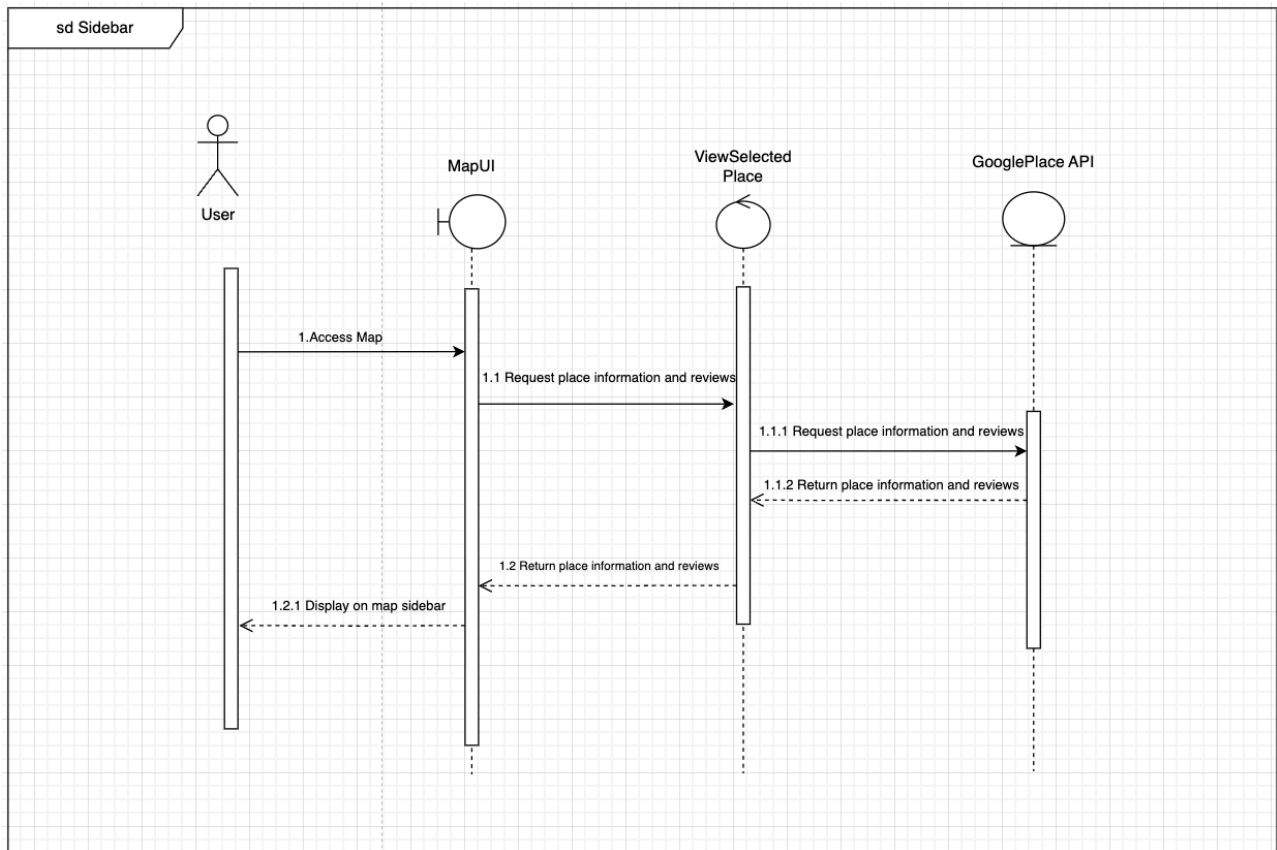 sd Sidebar
User
MapUI
ViewSelected
Place
GooglePlace API
1.Access Map
1.1 Request place information and reviews
1.1.1 Request place information and reviews
1.1.2 Return place information and reviews
1.2 Return place information and reviews
1.2.1 Display on map sidebar